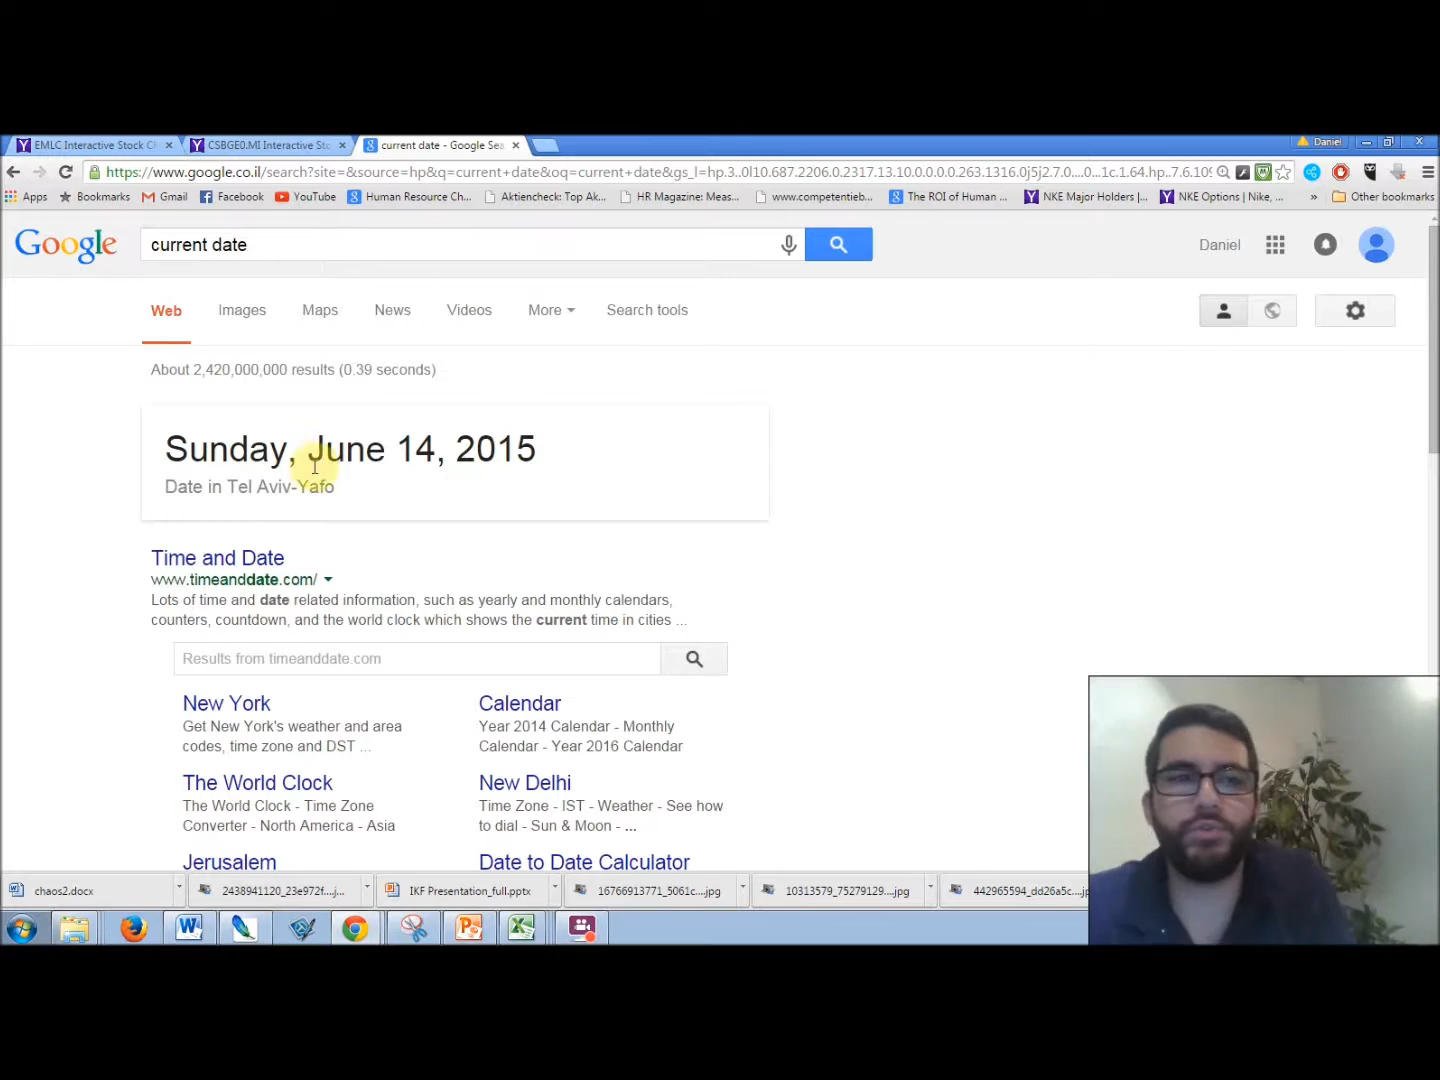 EMLC Interactive Stock C
CSBGE0.MI Interactive Sto
current date - Google Sea
Daniel
https://www.google.co.il/search?site=&source=hp&q=current+date&oq=current+date&gs_l=hp.3..0l10.687.2206.0.2317.13.10.0.0.0.0.263.1316.0j5j2.7.0....0...1c.1.64.hp..7.6.109
Apps
Bookmarks
Gmail
Facebook
YouTube
Human Resource Ch...
Aktiencheck: Top Ak...
HR Magazine: Meas...
www.competentieb...
The ROI of Human ...
NKE Major Holders |...
NKE Options | Nike, ...
»
Other bookmarks
Google
current date
Daniel
Web
Images
Maps
News
Videos
More
Search tools
About 2,420,000,000 results (0.39 seconds)
Sunday, June 14, 2015
Date in Tel Aviv-Yafo
Time and Date
www.timeanddate.com/
Lots of time and date related information, such as yearly and monthly calendars,
counters, countdown, and the world clock which shows the current time in cities ...
Results from timeanddate.com
New York
Get New York's weather and area
codes, time zone and DST ...
Calendar
Year 2014 Calendar - Monthly
Calendar - Year 2016 Calendar
The World Clock
The World Clock - Time Zone
Converter - North America - Asia
New Delhi
Time Zone - IST - Weather - See how
to dial - Sun & Moon - ...
Jerusalem
Date to Date Calculator
chaos2.docx
2438941120_23e972f....j...
IKF Presentation_full.pptx
16766913771_5061c....jpg
10313579_75279129....jpg
442965594_dd26a5c....jp